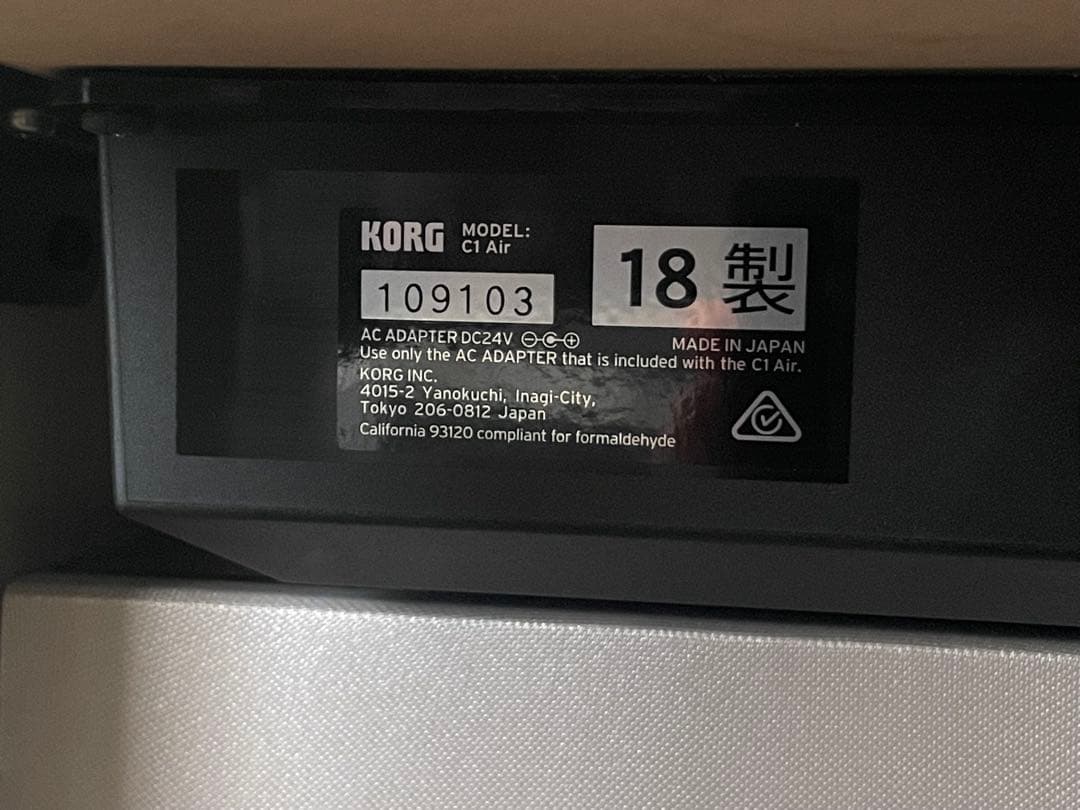 KORG MODEL:
C1 Air
109103
18 製
AC ADAPTER DC24V
MADE IN JAPAN
Use only the AC ADAPTER that is included with the C1 Air.
KORG INC.
4015-2 Yanokuchi, Inagi-City,
Tokyo 206-0812 Japan
California 93120 compliant for formaldehyde